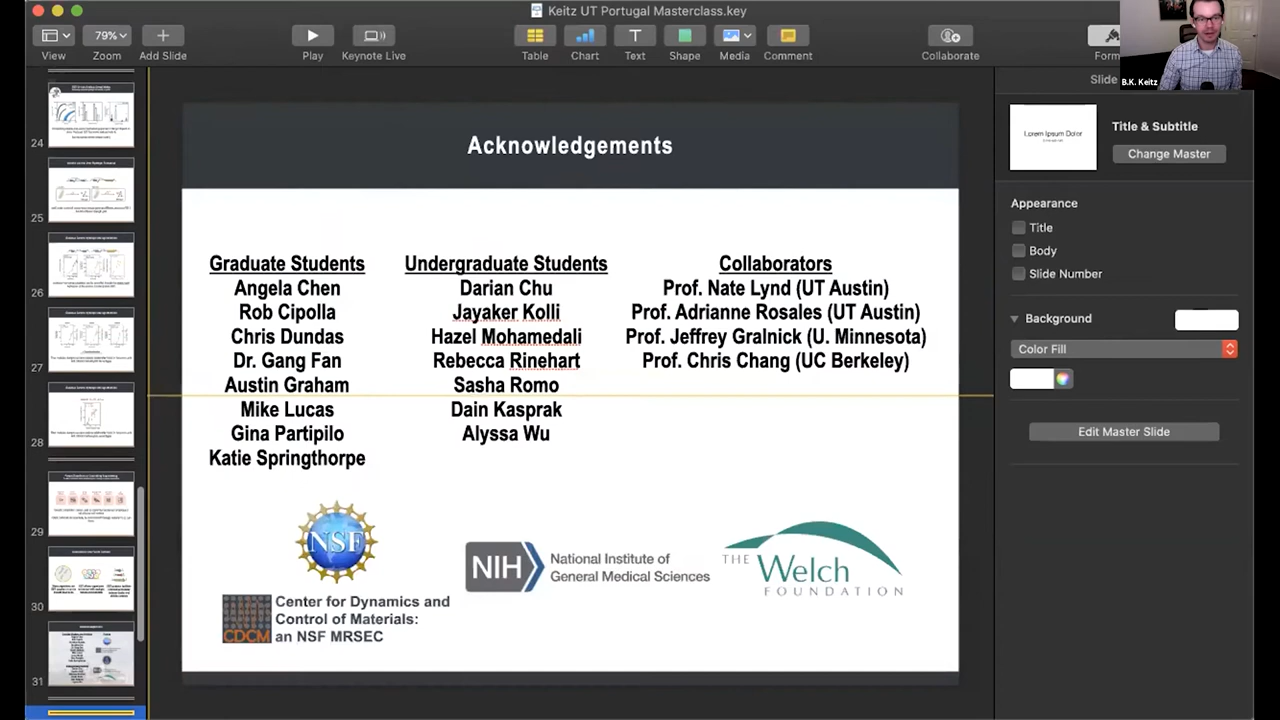 Keitz UT Portugal Masterclass.key
View
79%
Zoom
Add Slide
Play
Keynote Live
Table
Chart
Text
Shape
Media
Comment
Collaborate
Form
B.K. Keitz
Slide
24
25
26
27
28
29
30
31
Acknowledgements
Graduate Students
Angela Chen
Rob Cipolla
Chris Dundas
Dr. Gang Fan
Austin Graham
Mike Lucas
Gina Partipilo
Katie Springthorpe
Undergraduate Students
Darian Chu
Jayaker Kolli
Hazel Mohamdali
Rebecca Rinehart
Sasha Romo
Dain Kasprak
Alyssa Wu
Collaborators
Prof. Nate Lynd (UT Austin)
Prof. Adrianne Rosales (UT Austin)
Prof. Jeffrey Gralnick (U. Minnesota)
Prof. Chris Chang (UC Berkeley)
NSF
CDCM
Center for Dynamics and
Control of Materials:
an NSF MRSEC
NIH
National Institute of
General Medical Sciences
THE
Welch
FOUNDATION
Lorem Ipsum Dolor
Title & Subtitle
Change Master
Appearance
Title
Body
Slide Number
Background
Color Fill
Edit Master Slide